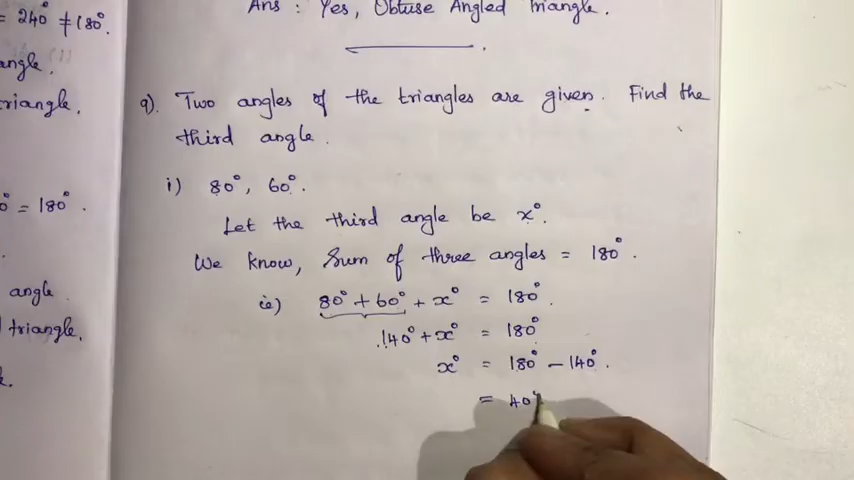 = 240° ≠ 180°.
angle.
triangle.
0° = 180°.
angle
triangle.
Ans : Yes, Obtuse Angled triangle.
9). Two angles of the triangles are given. Find the
third angle.
i) 80°, 60°.
Let the third angle be x°.
We know, Sum of three angles = 180°.
ie) 80° + 60° + x° = 180°.
140° + x° = 180°
x° = 180° - 140°.
= 40°